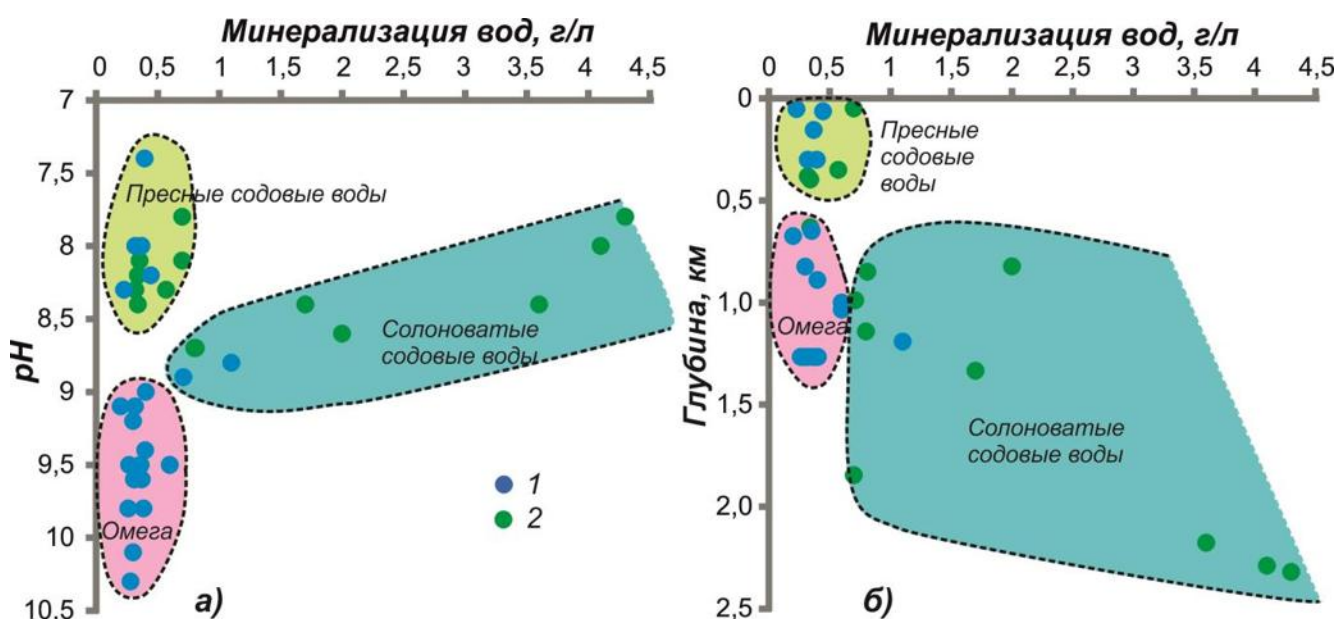 Минерализация вод, г/л
0 0,5 1 2 1,5 3 2,5 4 3,5 4,5
7
7,5
8
8,5
9
9,5
10
10,5
pH
Пресные содовые воды
Солоноватые
содовые воды
Омега
1
2
а)
Минерализация вод, г/л
0 0,5 1 1,5 2 2,5 3 3,5 4 4,5
0
0,5
1,0
1,5
2,0
2,5
Глубина, км
Пресные
содовые
воды
Омега
Солоноватые
содовые воды
б)